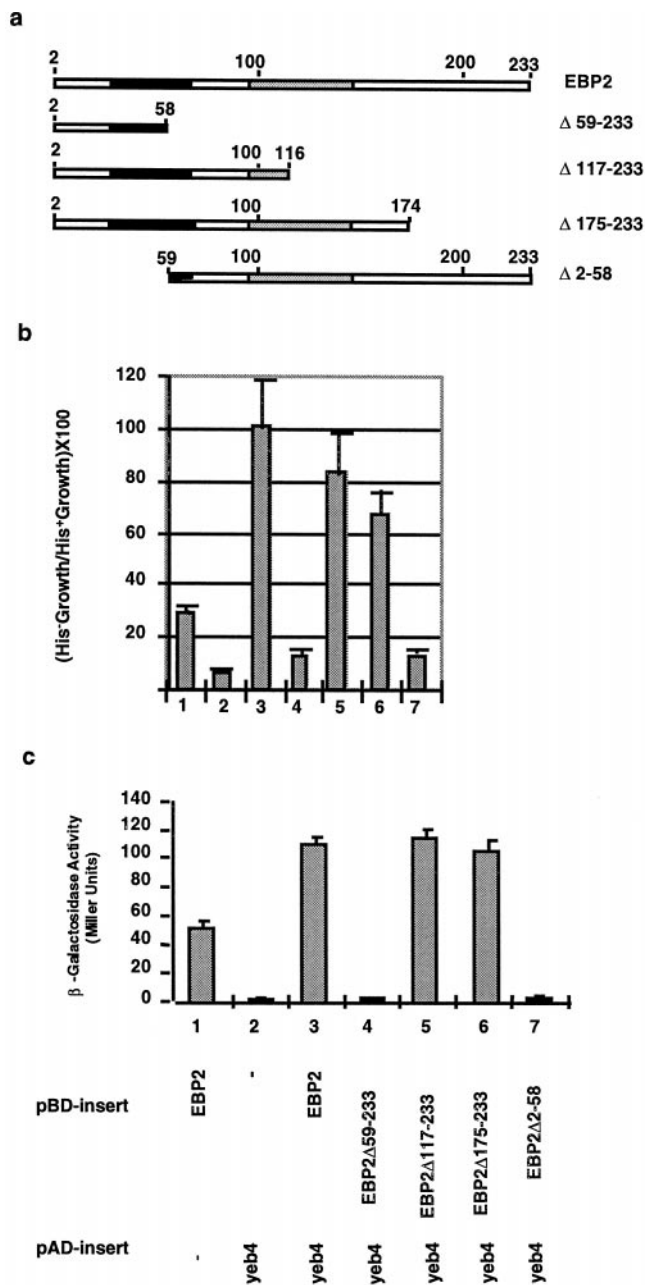 a
2 100 200 233
EBP2
2 58
Δ 59-233
2 100 116
Δ 117-233
2 100 174
Δ 175-233
59 100 200 233
Δ 2-58
b
(His⁻Growth/His⁺Growth)X100
120
100
80
60
40
20
1 2 3 4 5 6 7
c
β -Galactosidase Activity
(Miller Units)
140
120
100
80
60
40
20
0
1 2 3 4 5 6 7
pBD-insert
EBP2
-
EBP2
EBP2Δ59-233
EBP2Δ117-233
EBP2Δ175-233
EBP2Δ2-58
pAD-insert
-
yeb4
yeb4
yeb4
yeb4
yeb4
yeb4